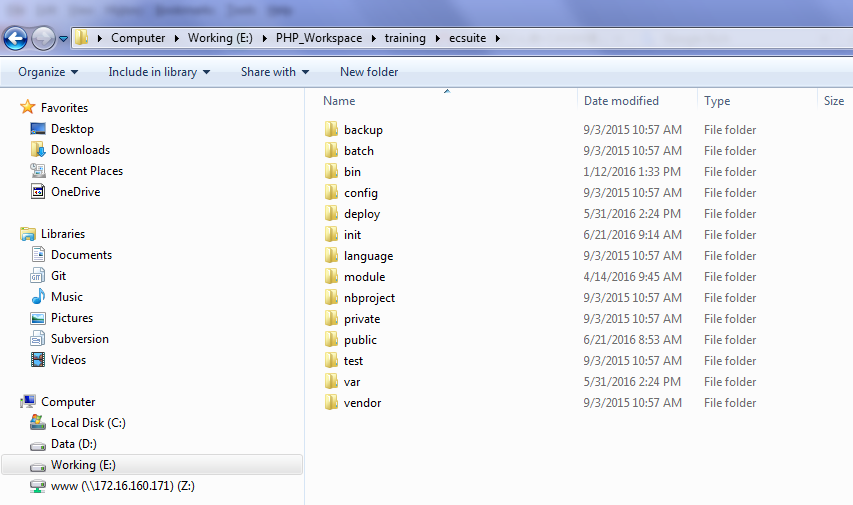 Computer Working (E:) PHP_Workspace training ecsuite
Organize Include in library Share with New folder
Favorites
Desktop
Downloads
Recent Places
OneDrive
Libraries
Documents
Git
Music
Pictures
Subversion
Videos
Computer
Local Disk (C:)
Data (D:)
Working (E:)
www (\\172.16.160.171) (Z:)
Name Date modified Type Size
backup 9/3/2015 10:57 AM File folder
batch 9/3/2015 10:57 AM File folder
bin 1/12/2016 1:33 PM File folder
config 9/3/2015 10:57 AM File folder
deploy 5/31/2016 2:24 PM File folder
init 6/21/2016 9:14 AM File folder
language 9/3/2015 10:57 AM File folder
module 4/14/2016 9:45 AM File folder
nbproject 9/3/2015 10:57 AM File folder
private 9/3/2015 10:57 AM File folder
public 6/21/2016 8:53 AM File folder
test 9/3/2015 10:57 AM File folder
var 5/31/2016 2:24 PM File folder
vendor 9/3/2015 10:57 AM File folder